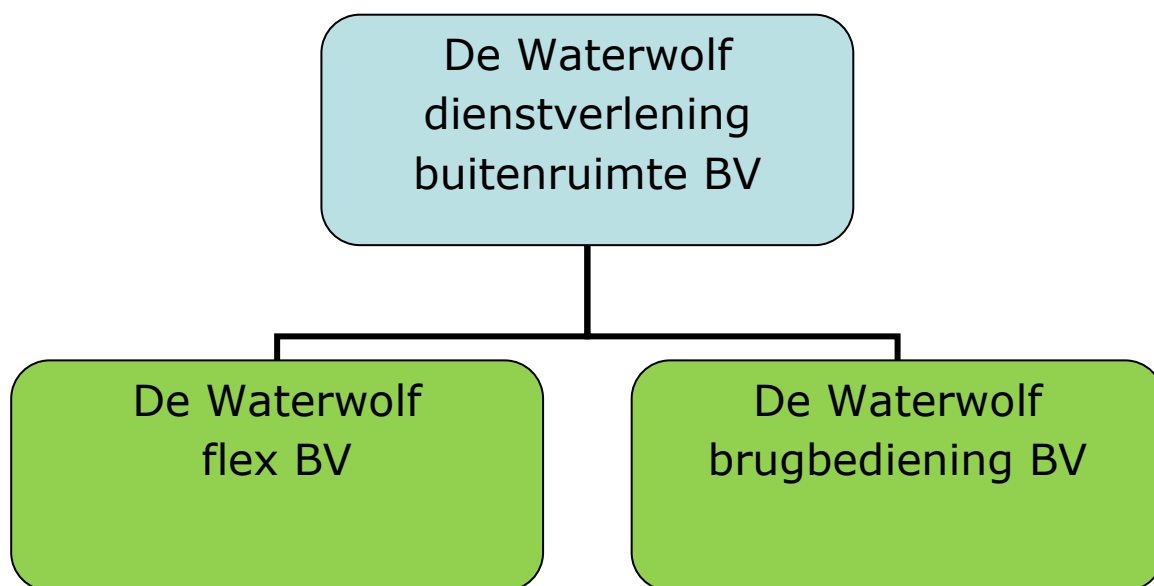 De Waterwolf
dienstverlening
buitenruimte BV
De Waterwolf
flex BV
De Waterwolf
brugbediening BV